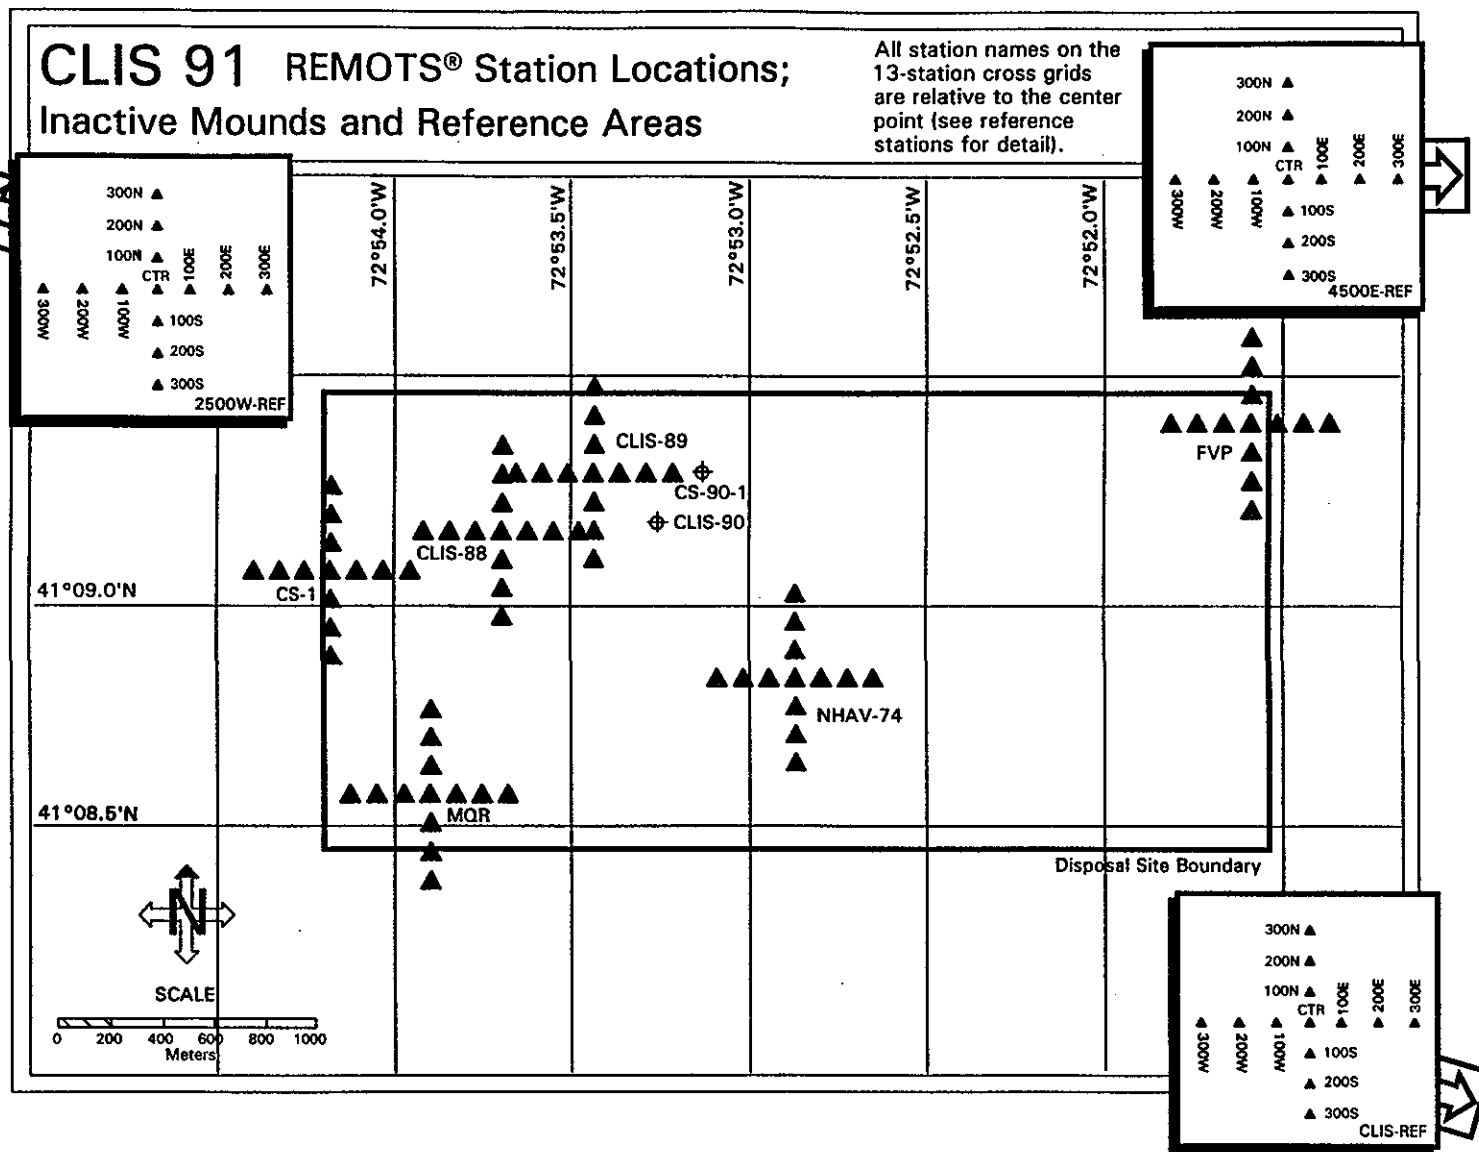 CLIS 91 REMOTS® Station Locations;
Inactive Mounds and Reference Areas
All station names on the
13-station cross grids
are relative to the center
point (see reference
stations for detail).
300N
200N
100N
CTR
100E
200E
300E
300W
200W
100W
100S
200S
300S
4500E-REF
300N
200N
100N
CTR
100E
200E
300E
300W
200W
100W
100S
200S
300S
2500W-REF
72°54.0'W
72°53.5'W
72°53.0'W
72°52.5'W
72°52.0'W
CLIS-89
FVP
CS-90-1
CLIS-90
CLIS-88
41°09.0'N
CS-1
NHAV-74
41°08.5'N
MQR
Disposal Site Boundary
N
SCALE
0 200 400 600 800 1000
Meters
300N
200N
100N
CTR
100E
200E
300E
300W
200W
100W
100S
200S
300S
CLIS-REF